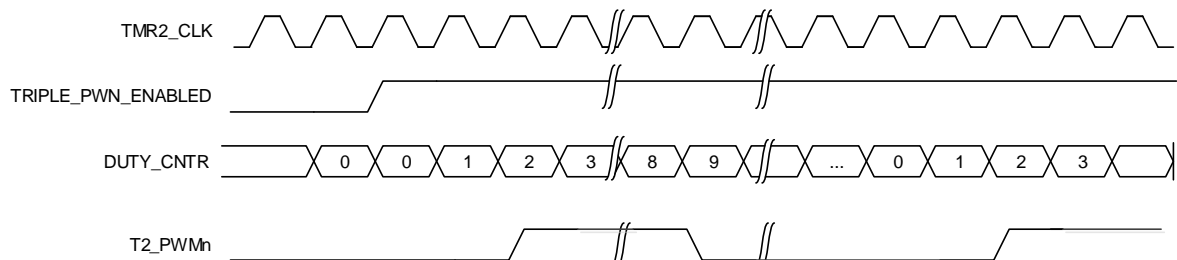 TMR2_CLK
TRIPLE_PWN_ENABLED
DUTY_CNTR 0 0 1 2 3 8 9 ... 0 1 2 3
T2_PWMn